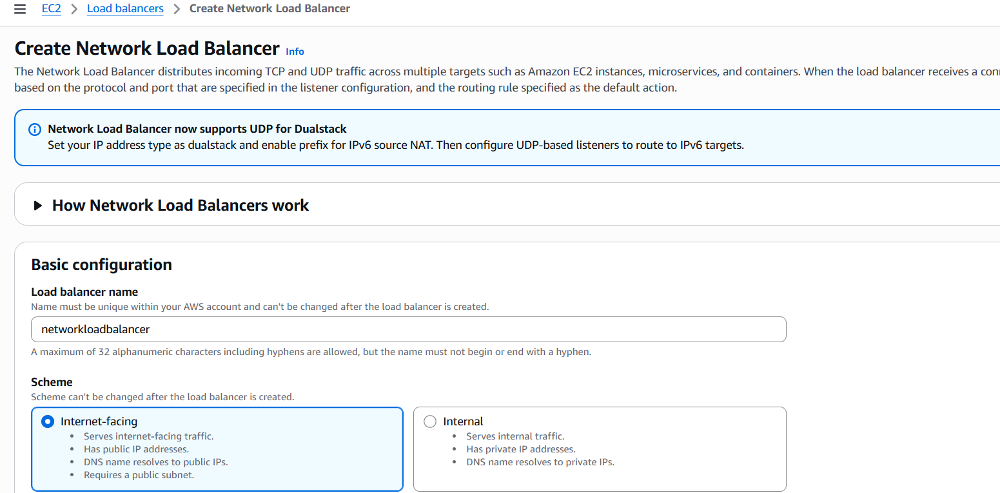 EC2 > Load balancers > Create Network Load Balancer
Create Network Load Balancer Info
The Network Load Balancer distributes incoming TCP and UDP traffic across multiple targets such as Amazon EC2 instances, microservices, and containers. When the load balancer receives a
based on the protocol and port that are specified in the listener configuration, and the routing rule specified as the default action.
Network Load Balancer now supports UDP for Dualstack
Set your IP address type as dualstack and enable prefix for IPv6 source NAT. Then configure UDP-based listeners to route to IPv6 targets.
How Network Load Balancers work
Basic configuration
Load balancer name
Name must be unique within your AWS account and can't be changed after the load balancer is created.
networkloadbalancer
A maximum of 32 alphanumeric characters including hyphens are allowed, but the name must not begin or end with a hyphen.
Scheme
Scheme can't be changed after the load balancer is created.
Internet-facing
• Serves internet-facing traffic.
• Has public IP addresses.
• DNS name resolves to public IPs.
• Requires a public subnet.
Internal
• Serves internal traffic.
• Has private IP addresses.
• DNS name resolves to private IPs.